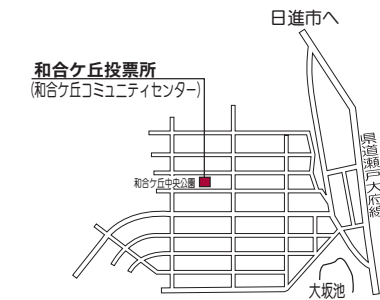 日進市へ
和合ケ丘投票所
(和合ケ丘コミュニティセンター)
県道瀬戸大府線
和合ケ丘中央公園
大坂池